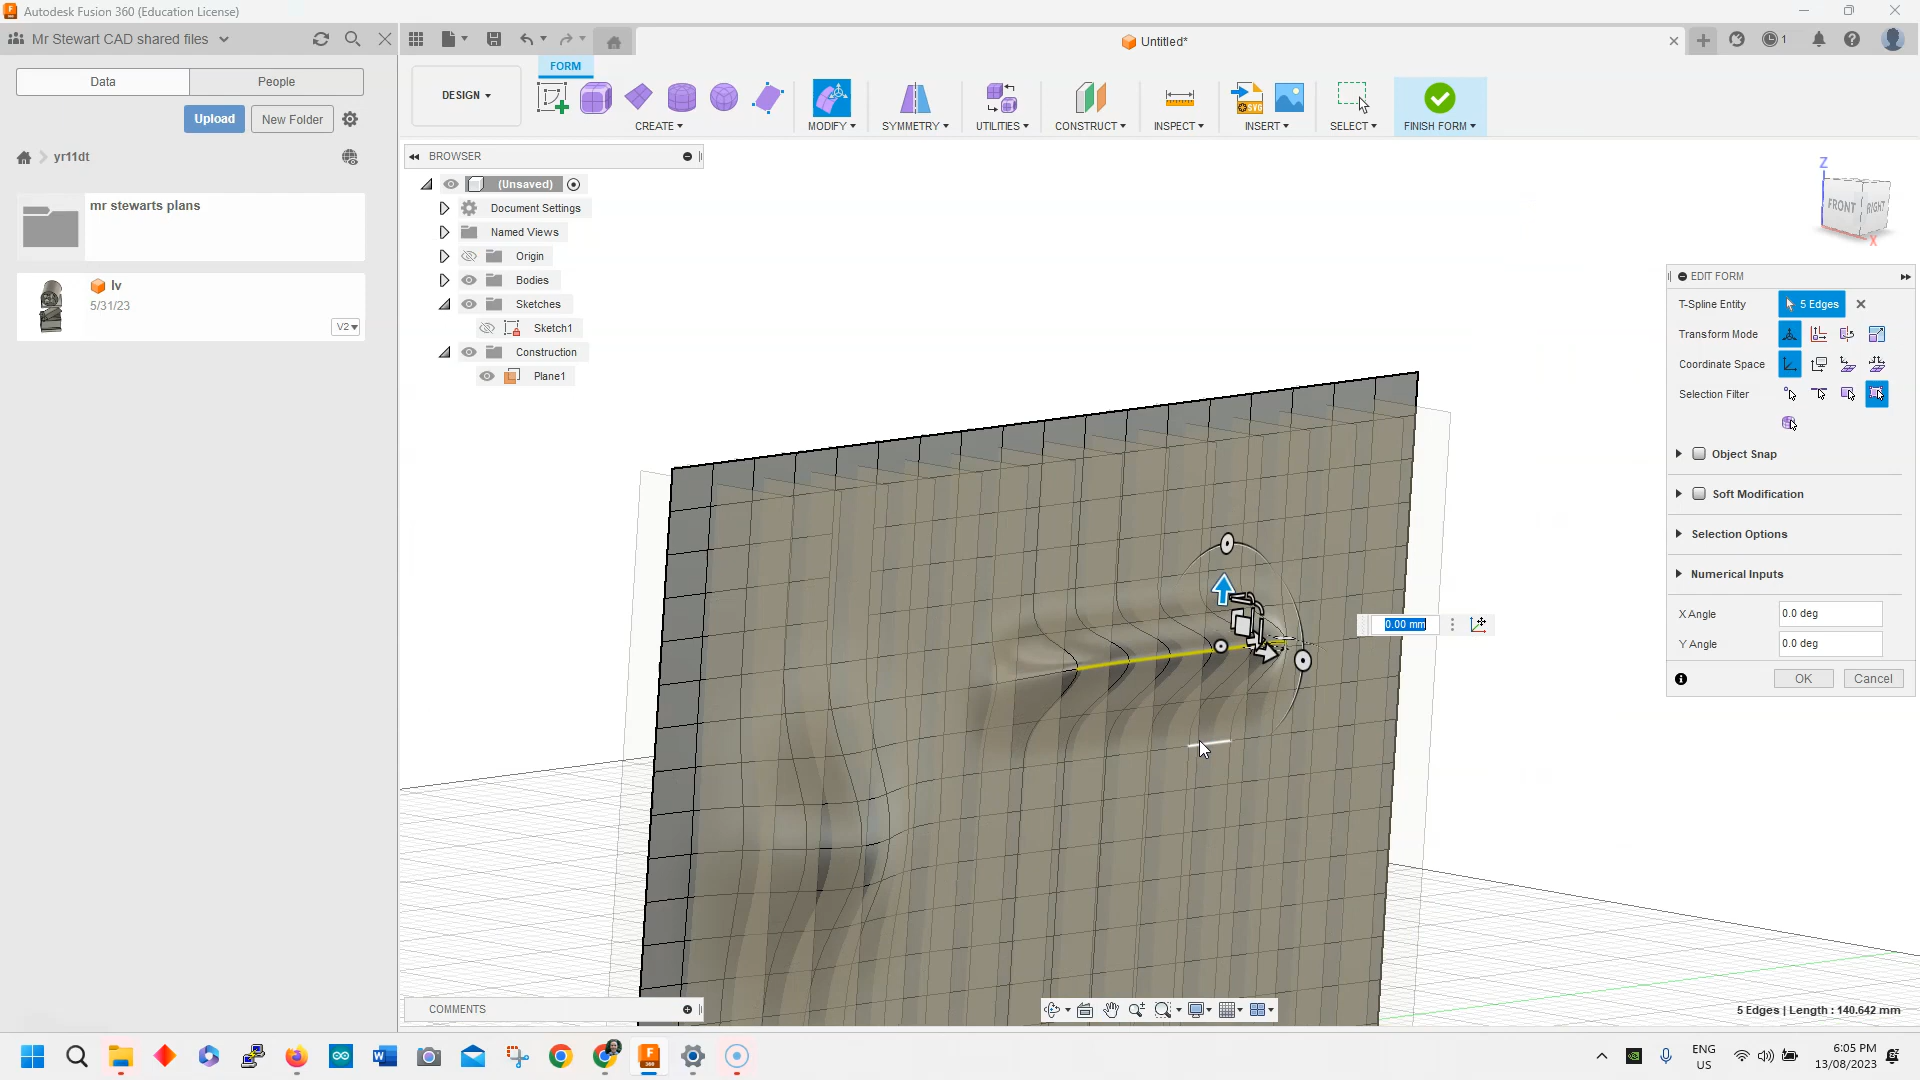 Autodesk Fusion 360 (Education License)
Mr Stewart CAD shared files
Untitled*
1
Data
People
Upload
New Folder
yr11dt
mr stewarts plans
lv
5/31/23
V2
FORM
DESIGN
CREATE
MODIFY
SYMMETRY
UTILITIES
CONSTRUCT
INSPECT
SVG
INSERT
SELECT
FINISH FORM
BROWSER
(Unsaved)
Document Settings
Named Views
Origin
Bodies
Sketches
Sketch1
Construction
Plane1
Z
FRONT
RIGHT
X
EDIT FORM
T-Spline Entity
5 Edges
Transform Mode
Coordinate Space
Selection Filter
Object Snap
Soft Modification
Selection Options
Numerical Inputs
X Angle
0.0 deg
Y Angle
0.0 deg
OK
Cancel
0.00 mm
COMMENTS
5 Edges | Length : 140.642 mm
ENG
US
6:05 PM
13/08/2023